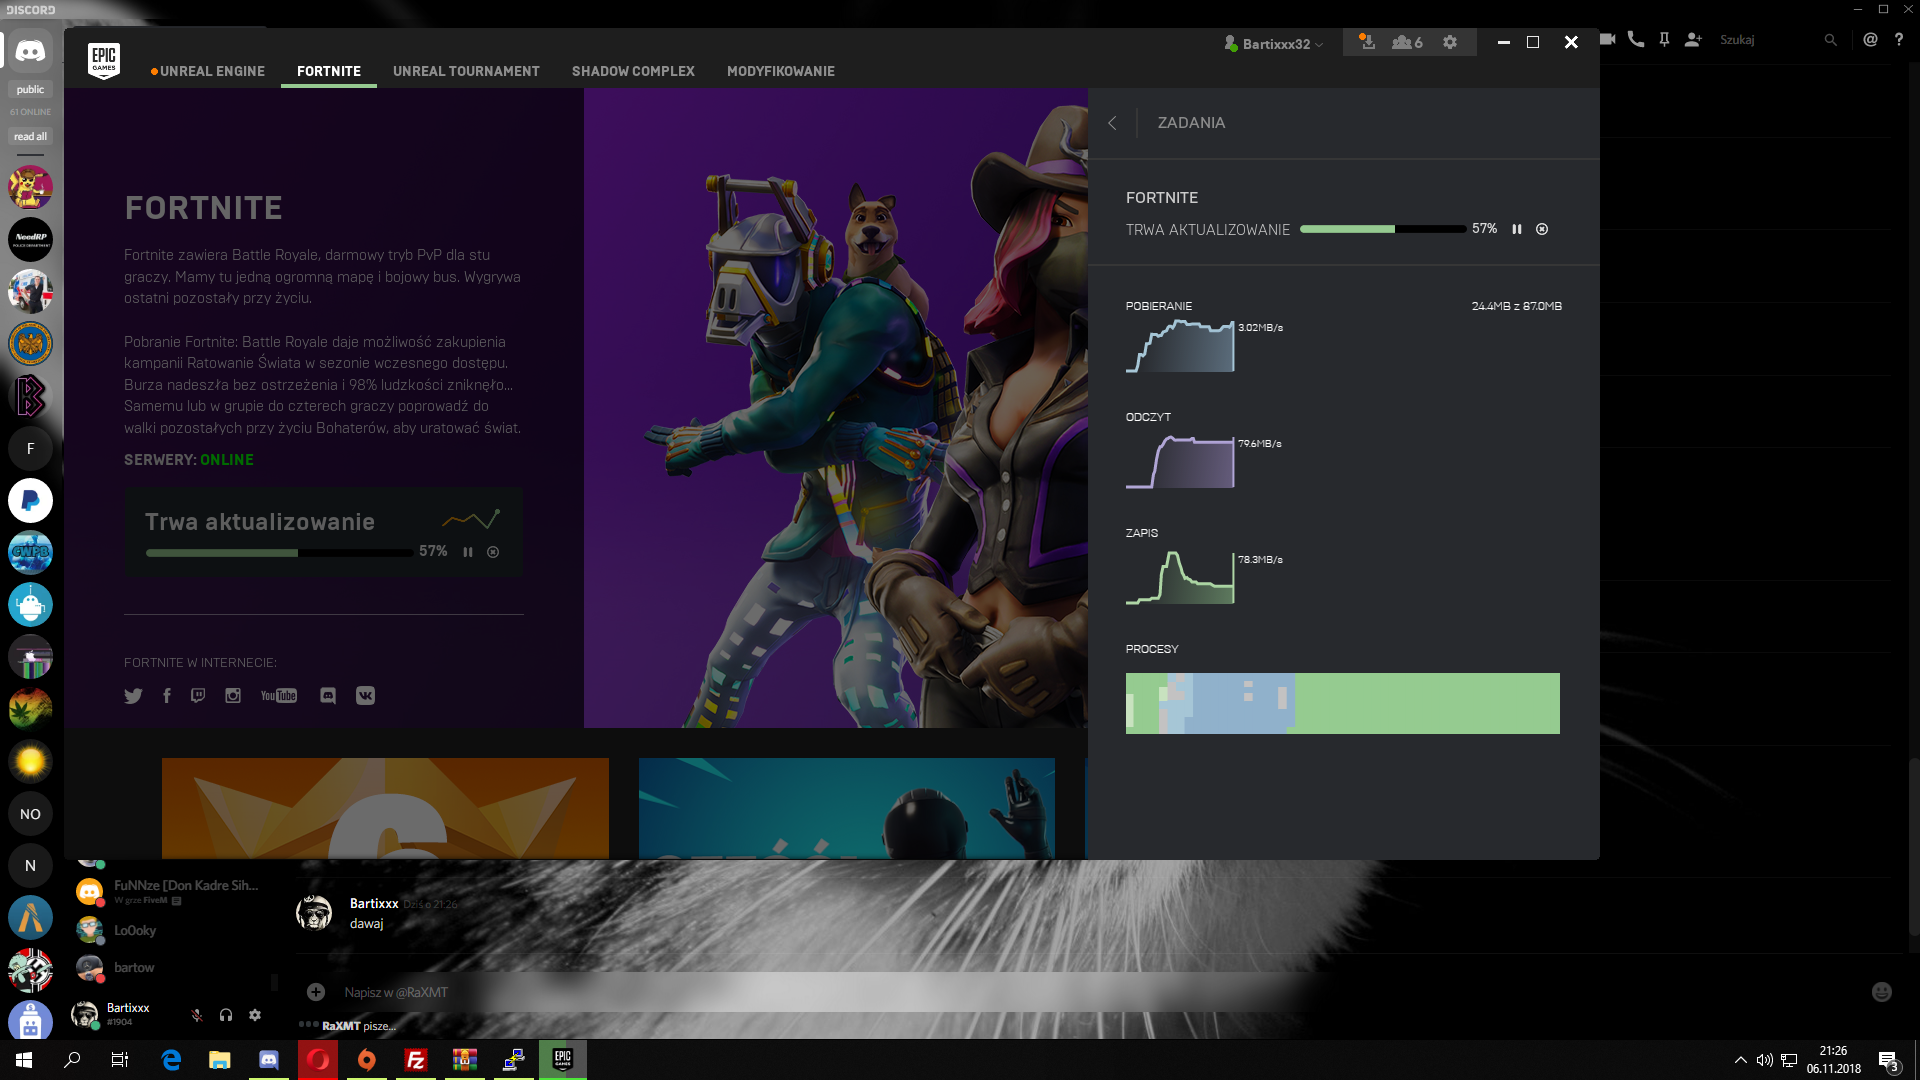 DISCORD
Bartixxx32
6
Szukaj
EPIC
GAMES
UNREAL ENGINE
FORTNITE
UNREAL TOURNAMENT
SHADOW COMPLEX
MODYFIKOWANIE
public
61 ONLINE
read all
NeedRP
F
CWPB
NO
N
FORTNITE
Fortnite zawiera Battle Royale, darmowy tryb PvP dla stu
graczy. Mamy tu jedną ogromną mapę i bojowy bus. Wygrywa
ostatni pozostały przy życiu.
Pobranie Fortnite: Battle Royale daje możliwość zakupienia
kampanii Ratowanie Świata w sezonie wczesnego dostępu.
Burza nadeszła bez ostrzeżenia i 98% ludzkości zniknęło...
Samemu lub w grupie do czterech graczy poprowadź do
walki pozostałych przy życiu Bohaterów, aby uratować świat.
SERWERY: ONLINE
Trwa aktualizowanie
57%
FORTNITE W INTERNECIE:
YouTube
ZADANIA
FORTNITE
TRWA AKTUALIZOWANIE
57%
POBIERANIE
24.4MB z 87.0MB
3.02MB/s
ODCZYT
79.6MB/s
ZAPIS
78.3MB/s
PROCESY
FuNNze [Don Kadre Sih...
W grze FiveM
Lo0oky
bartow
Bartixxx
#1904
Bartixxx Dziś o 21:26
dawaj
Napisz w @RaXMT
RaXMT pisze...
EPIC
GAMES
21:26
06.11.2018
3